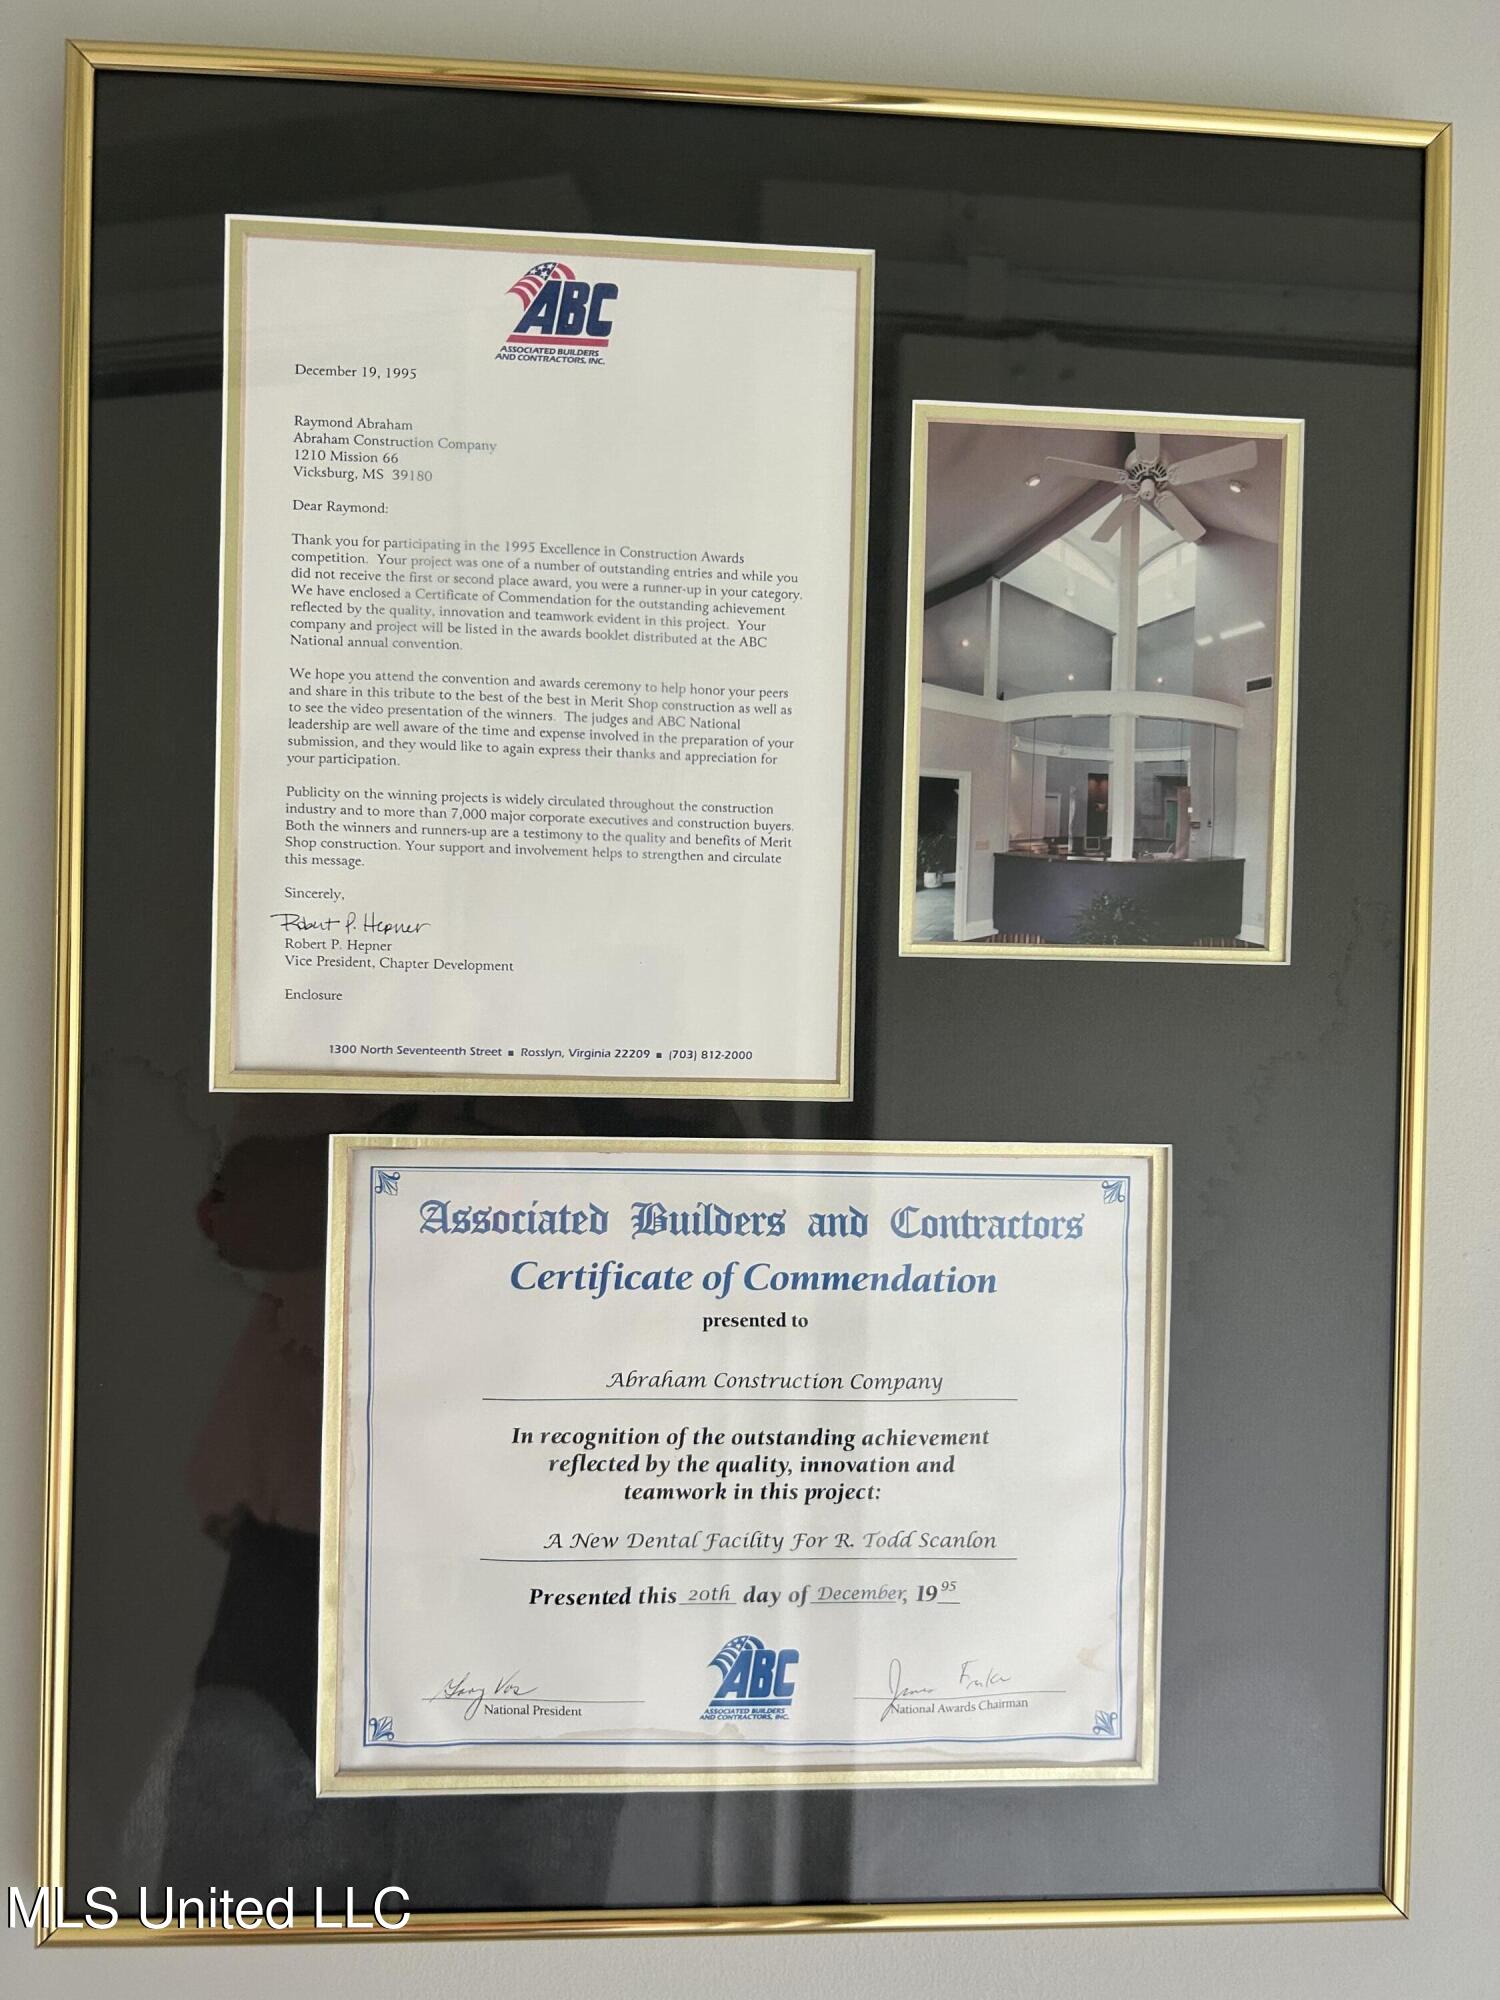 ABC
ASSOCIATED BUILDERS
AND CONTRACTORS, INC.
December 19, 1995
Raymond Abraham
Abraham Construction Company
1210 Mission 66
Vicksburg, MS 39180
Dear Raymond:
Thank you for participating in the 1995 Excellence in Construction Awards
competition. Your project was one of a number of outstanding entries and while you
did not receive the first or second place award, you were a runner-up in your category.
We have enclosed a Certificate of Commendation for the outstanding achievement
reflected by the quality, innovation and teamwork evident in this project. Your
company and project will be listed in the awards booklet distributed at the ABC
National annual convention.
We hope you attend the convention and awards ceremony to help honor your peers
and share in this tribute to the best of the best in Merit Shop construction as well as
to see the video presentation of the winners. The judges and ABC National
leadership are well aware of the time and expense involved in the preparation of your
submission, and they would like to again express their thanks and appreciation for
your participation.
Publicity on the winning projects is widely circulated throughout the construction
industry and to more than 7,000 major corporate executives and construction buyers.
Both the winners and runners-up are a testimony to the quality and benefits of Merit
Shop construction. Your support and involvement helps to strengthen and circulate
this message.
Sincerely,
Robert P. Hepner
Robert P. Hepner
Vice President, Chapter Development
Enclosure
1300 North Seventeenth Street ■ Rosslyn, Virginia 22209 ■ (703) 812-2000
Associated Builders and Contractors
Certificate of Commendation
presented to
Abraham Construction Company
In recognition of the outstanding achievement
reflected by the quality, innovation and
teamwork in this project:
A New Dental Facility For R. Todd Scanlon
Presented this 20th day of December, 1995
ABC
ASSOCIATED BUILDERS
AND CONTRACTORS, INC.
National President
National Awards Chairman
MLS United LLC